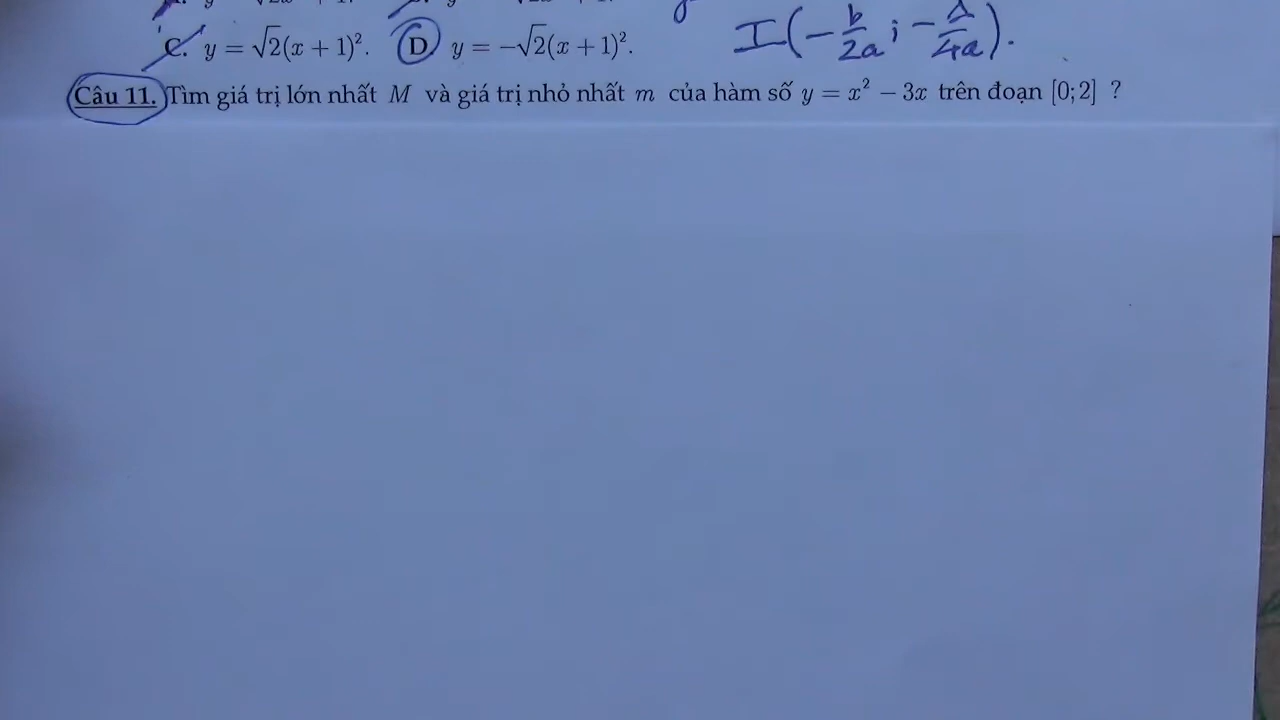 C. y = √2(x + 1)². D y = −√2(x + 1)². I(−b/2a ; −Δ/4a).
Câu 11. Tìm giá trị lớn nhất M và giá trị nhỏ nhất m của hàm số y = x² − 3x trên đoạn [0; 2] ?